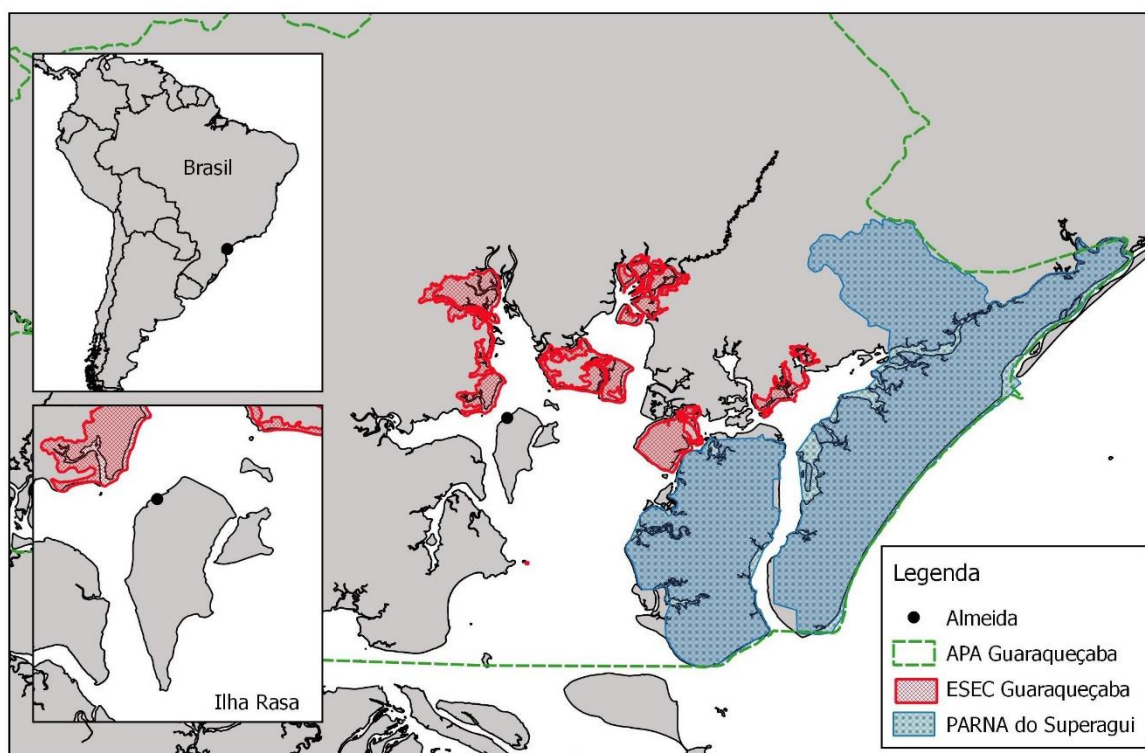 Brasil
Ilha Rasa
Legenda
Almeida
APA Guaraqueçaba
ESEC Guaraqueçaba
PARNA do Superagui